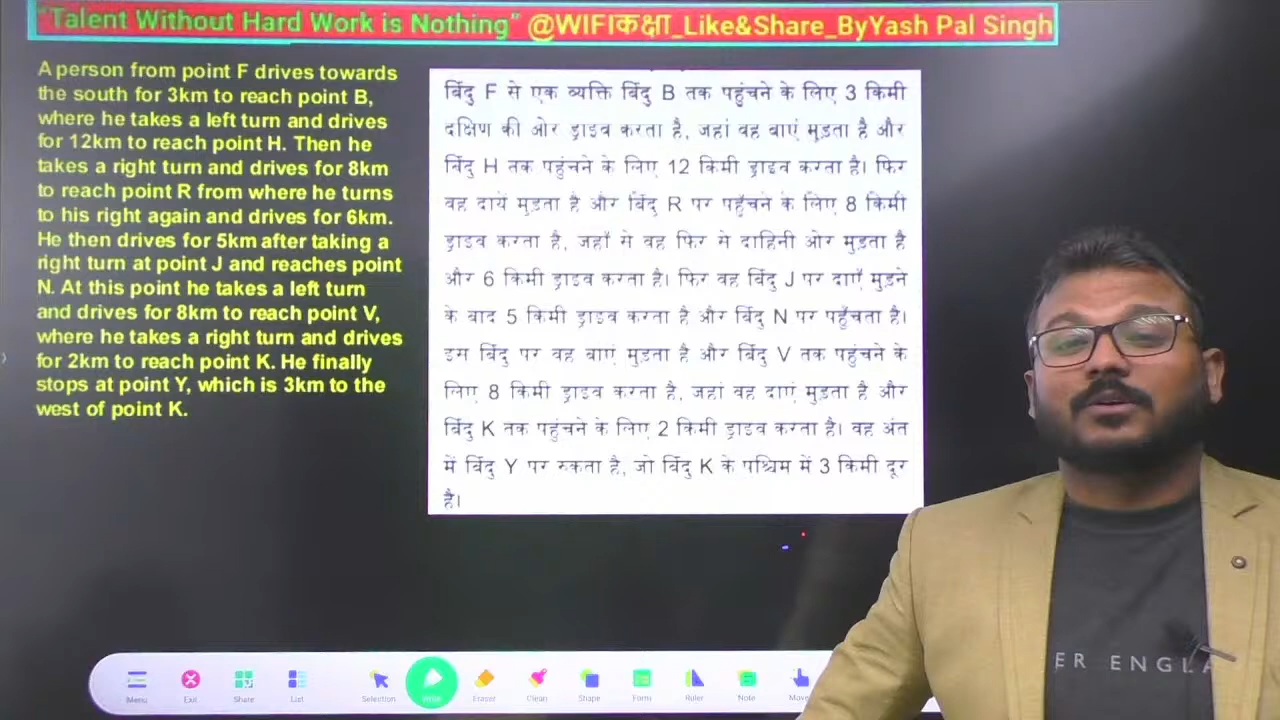 "Talent Without Hard Work is Nothing" @WIFIकक्षा_Like&Share_ByYash Pal Singh
A person from point F drives towards
the south for 3km to reach point B,
where he takes a left turn and drives
for 12km to reach point H. Then he
takes a right turn and drives for 8km
to reach point R from where he turns
to his right again and drives for 6km.
He then drives for 5km after taking a
right turn at point J and reaches point
N. At this point he takes a left turn
and drives for 8km to reach point V,
where he takes a right turn and drives
for 2km to reach point K. He finally
stops at point Y, which is 3km to the
west of point K.
बिंदु F से एक व्यक्ति बिंदु B तक पहुंचने के लिए 3 किमी
दक्षिण की ओर ड्राइव करता है, जहां वह बाएं मुड़ता है और
बिंदु H तक पहुंचने के लिए 12 किमी ड्राइव करता है। फिर
वह दायें मुड़ता है और बिंदु R पर पहुँचने के लिए 8 किमी
ड्राइव करता है, जहाँ से वह फिर से दाहिनी ओर मुड़ता है
और 6 किमी ड्राइव करता है। फिर वह बिंदु J पर दाएँ मुड़ने
के बाद 5 किमी ड्राइव करता है और बिंदु N पर पहुँचता है।
इस बिंदु पर वह बाएं मुड़ता है और बिंदु V तक पहुंचने के
लिए 8 किमी ड्राइव करता है, जहां वह दाएं मुड़ता है और
बिंदु K तक पहुंचने के लिए 2 किमी ड्राइव करता है। वह अंत
में बिंदु Y पर रुकता है, जो बिंदु K के पश्चिम में 3 किमी दूर
है।
Menu Exit Share List Selection Write Eraser Clean Shape Form Ruler Note Move
ER ENGLA